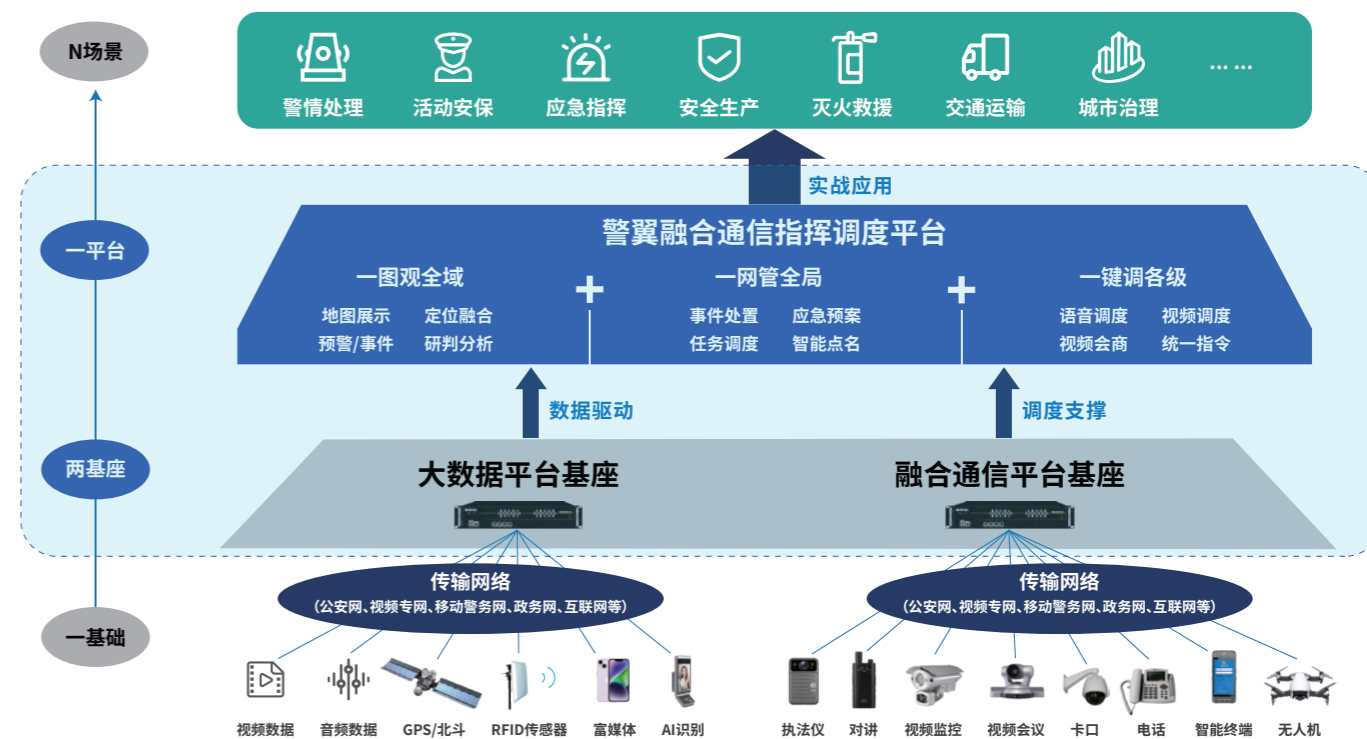 N场景
警情处理 活动安保 应急指挥 安全生产 灭火救援 交通运输 城市治理 ... ...
实战应用
一平台
警翼融合通信指挥调度平台
一图观全域 + 一网管全局 + 一键调各级
地图展示 定位融合 事件处置 应急预案 语音调度 视频调度
预警/事件 研判分析 任务调度 智能点名 视频会商 统一指令
数据驱动 调度支撑
两基座
大数据平台基座 融合通信平台基座
传输网络 传输网络
(公安网、视频专网、移动警务网、政务网、互联网等) (公安网、视频专网、移动警务网、政务网、互联网等)
一基础
视频数据 音频数据 GPS/北斗 RFID传感器 富媒体 AI识别 执法仪 对讲 视频监控 视频会议 卡口 电话 智能终端 无人机